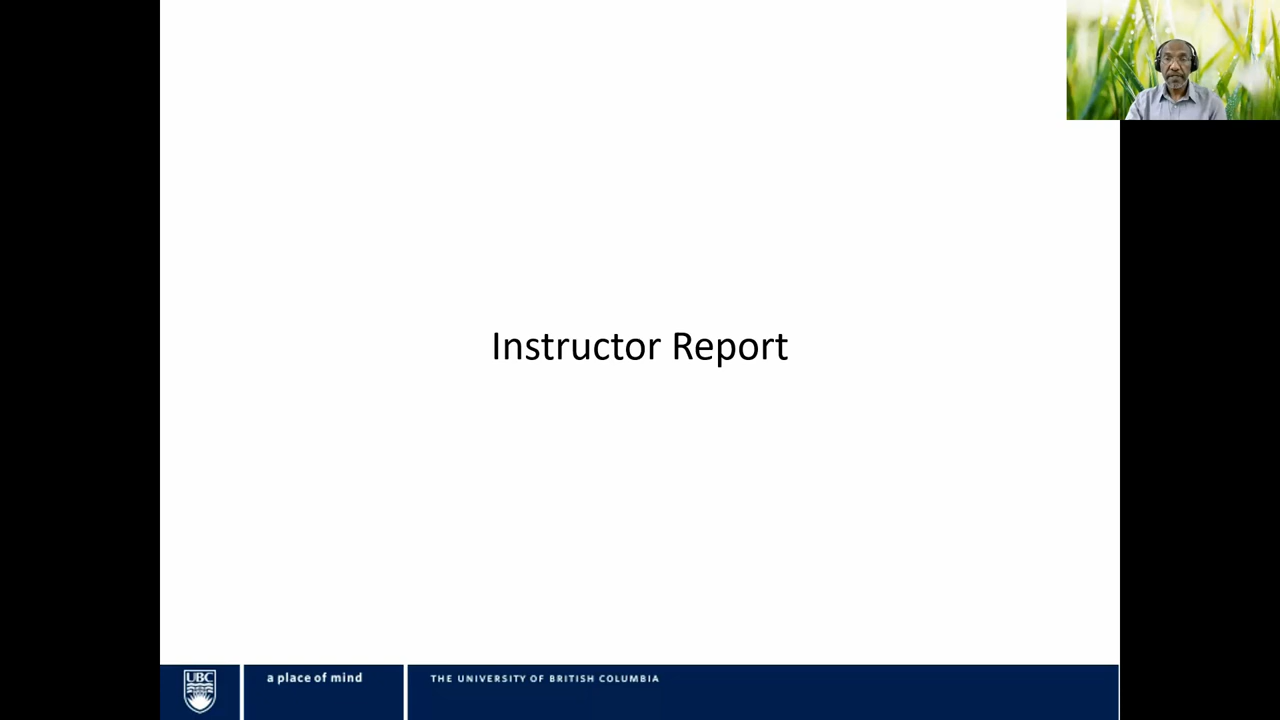 Instructor Report
UBC
a place of mind
THE UNIVERSITY OF BRITISH COLUMBIA